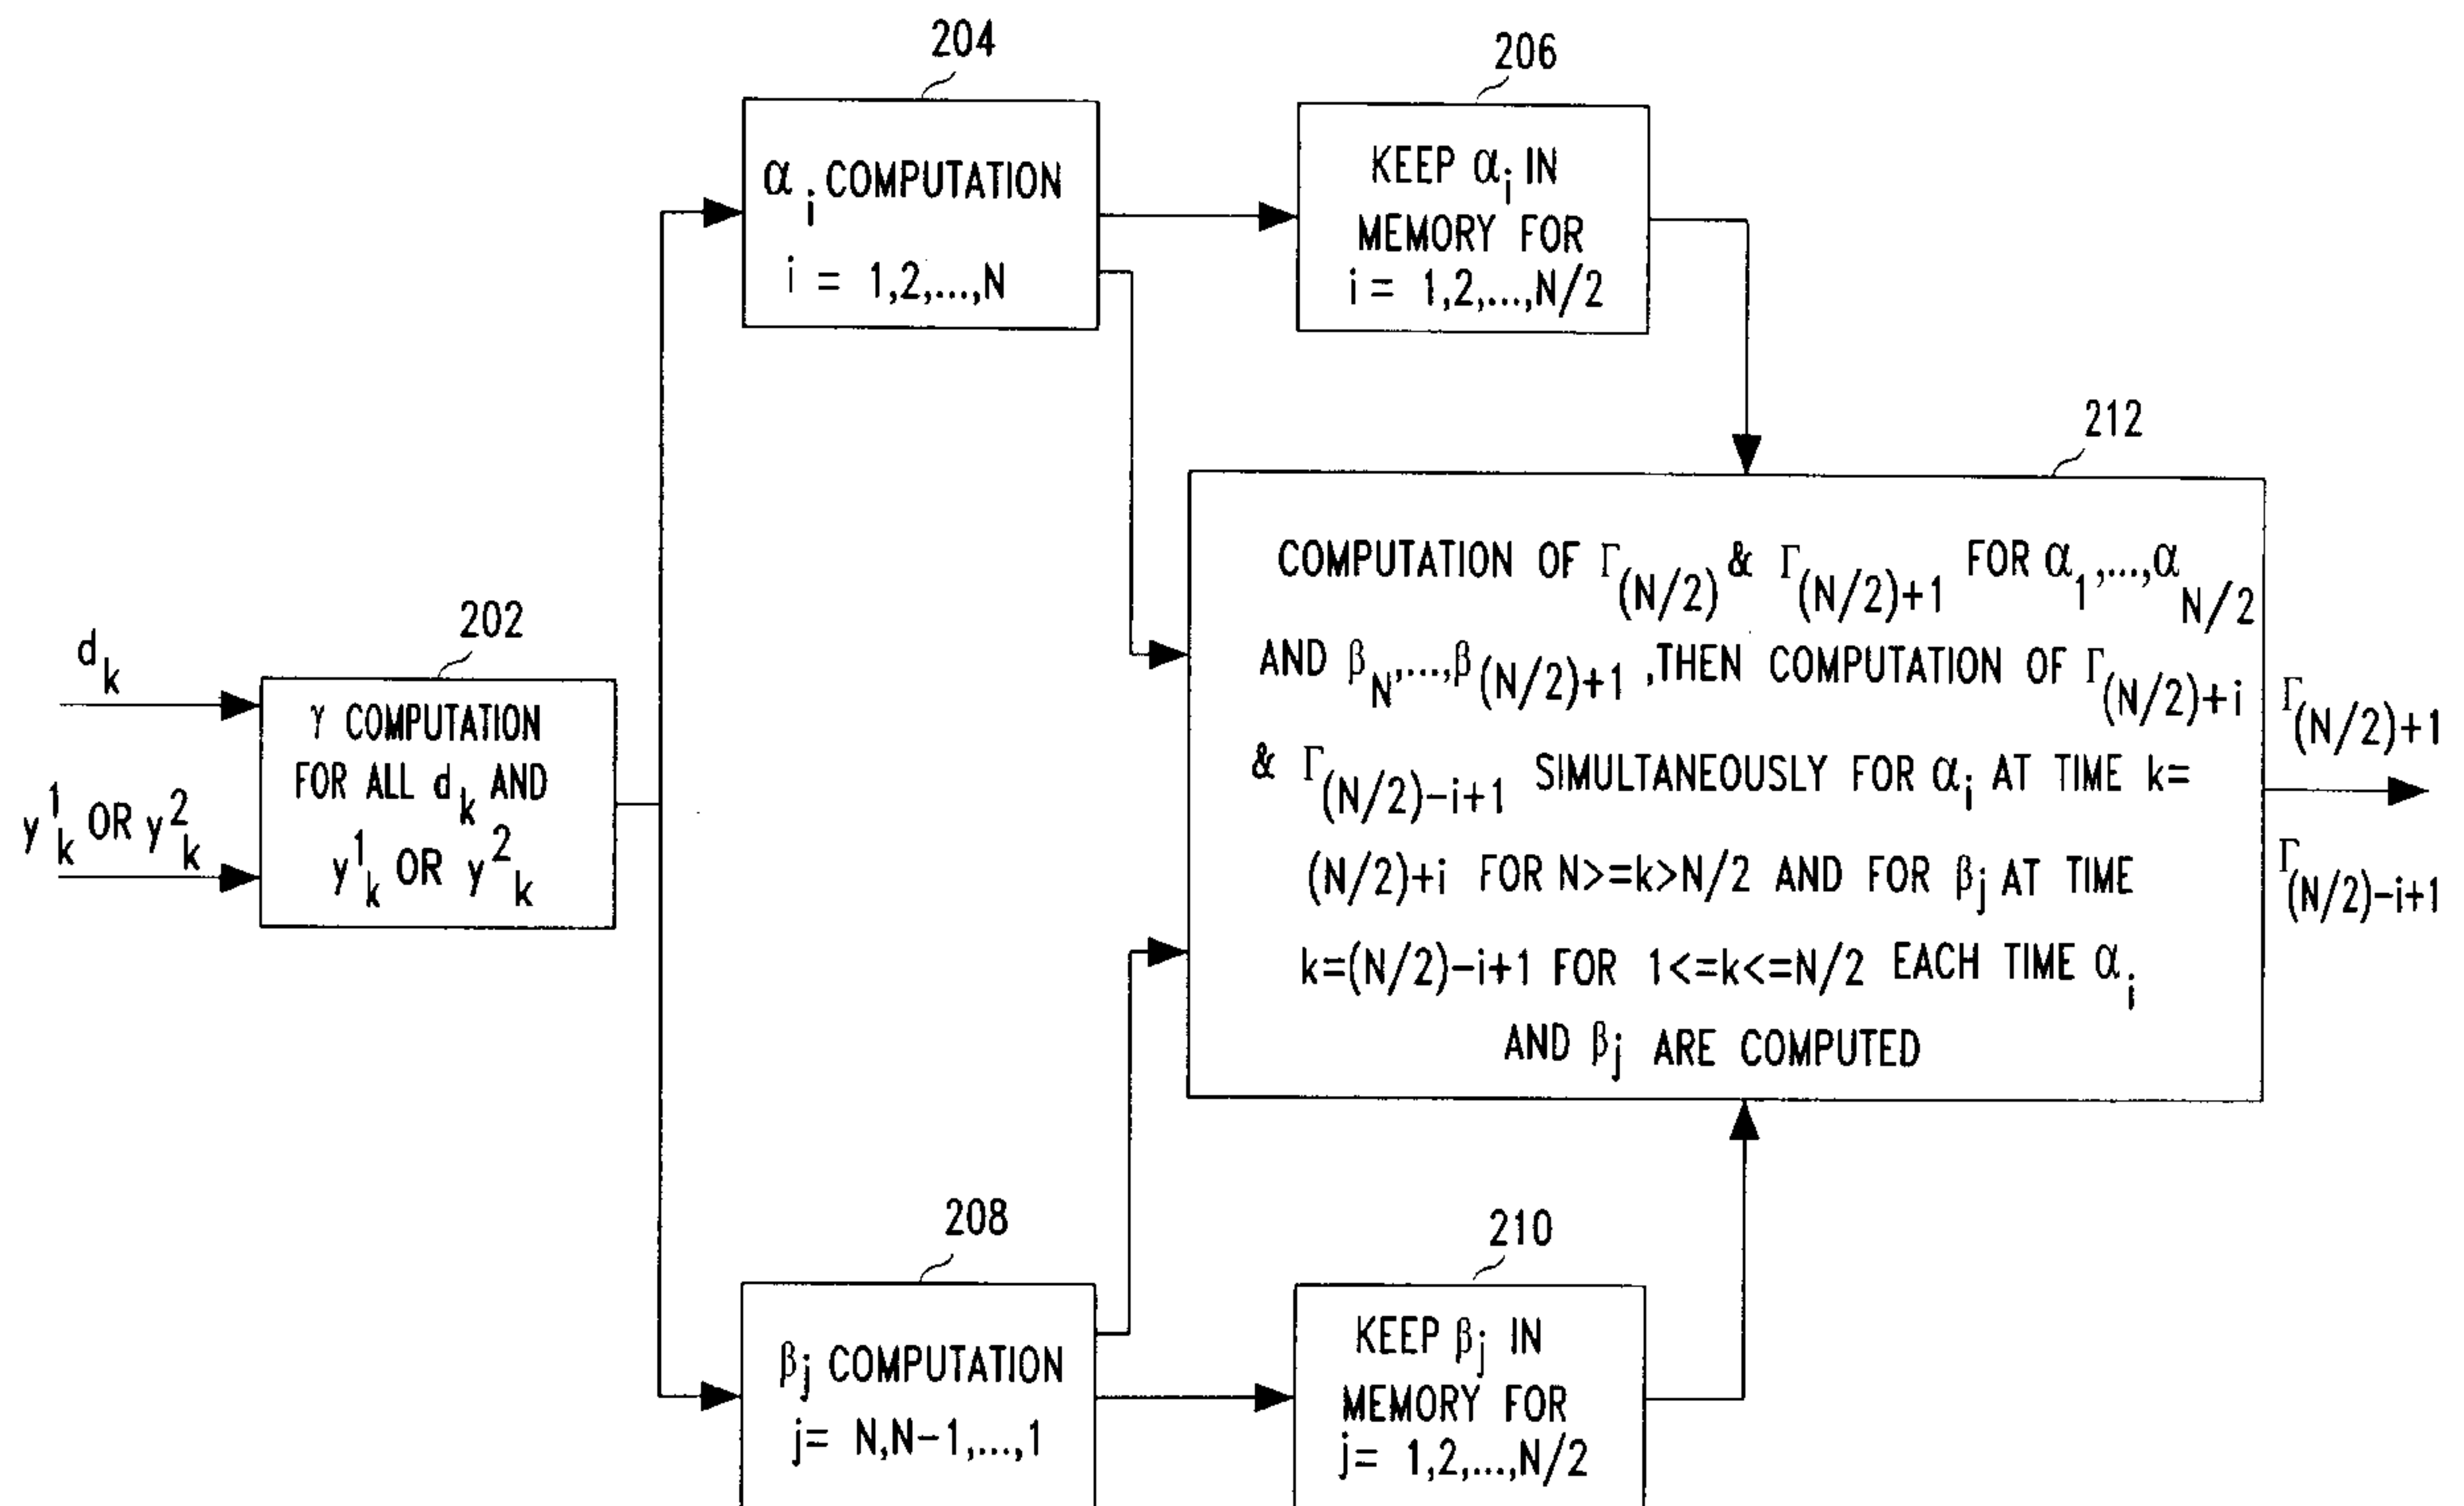 204
α_i COMPUTATION
i = 1,2,...,N
206
KEEP α_i IN
MEMORY FOR
i = 1,2,...,N/2
202
d_k
y^1_k OR y^2_k
γ COMPUTATION
FOR ALL d_k AND
y^1_k OR y^2_k
212
COMPUTATION OF Γ_(N/2) & Γ_(N/2)+1 FOR α_1,...,α_N/2
AND β_N,...,β_(N/2)+1 ,THEN COMPUTATION OF Γ_(N/2)+i
& Γ_(N/2)-i+1 SIMULTANEOUSLY FOR α_i AT TIME k=
(N/2)+i FOR N>=k>N/2 AND FOR β_j AT TIME
k=(N/2)-i+1 FOR 1<=k<=N/2 EACH TIME α_i
AND β_j ARE COMPUTED
Γ_(N/2)+1
Γ_(N/2)-i+1
208
β_j COMPUTATION
j= N,N-1,...,1
210
KEEP β_j IN
MEMORY FOR
j= 1,2,...,N/2